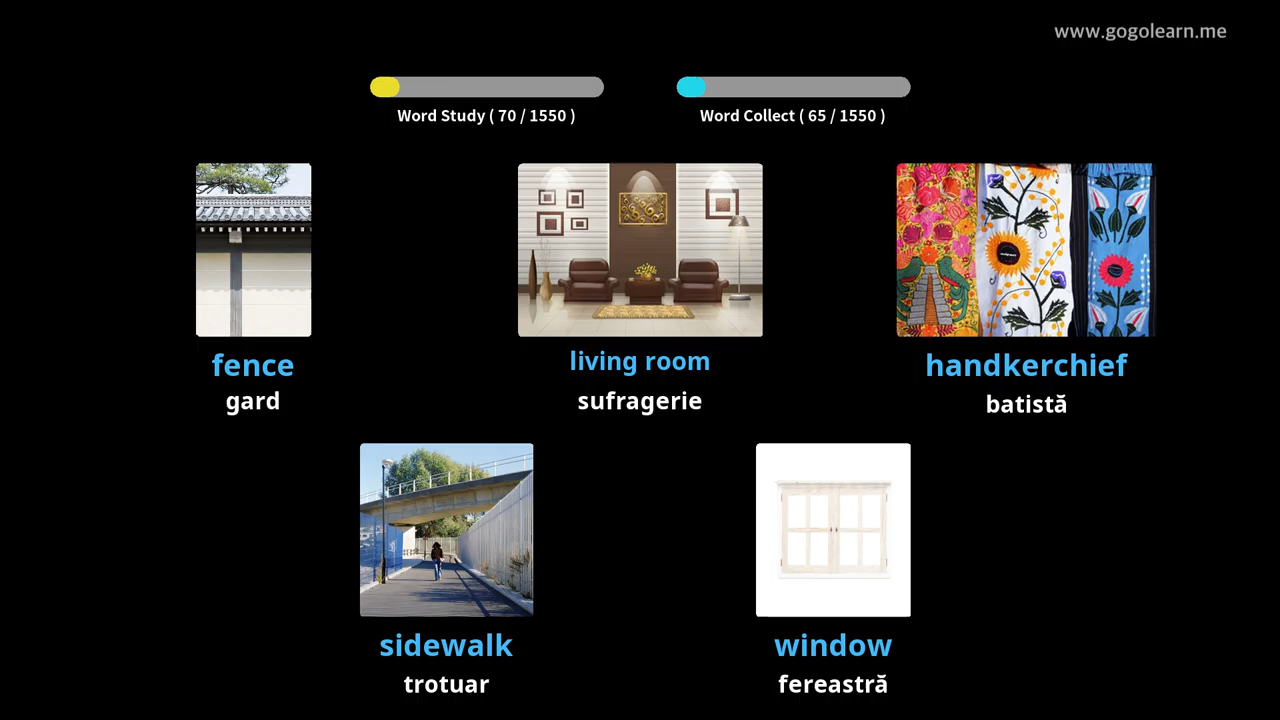 www.gogolearn.me
Word Study ( 70 / 1550 )
Word Collect ( 65 / 1550 )
fence
gard
living room
sufragerie
handkerchief
batistă
sidewalk
trotuar
window
fereastră